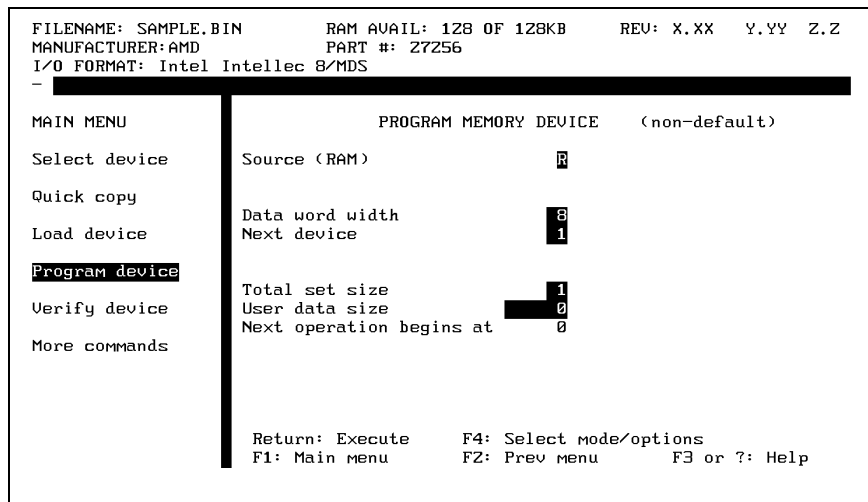 FILENAME: SAMPLE.BIN RAM AVAIL: 128 OF 128KB REV: X.XX Y.YY Z.Z
MANUFACTURER:AMD PART #: 27256
I/O FORMAT: Intel Intellec 8/MDS
MAIN MENU
Select device
Quick copy
Load device
Program device
Verify device
More commands
PROGRAM MEMORY DEVICE (non-default)
Source (RAM) R
Data word width 8
Next device 1
Total set size 1
User data size 0
Next operation begins at 0
Return: Execute F4: Select mode/options
F1: Main menu F2: Prev menu F3 or ?: Help